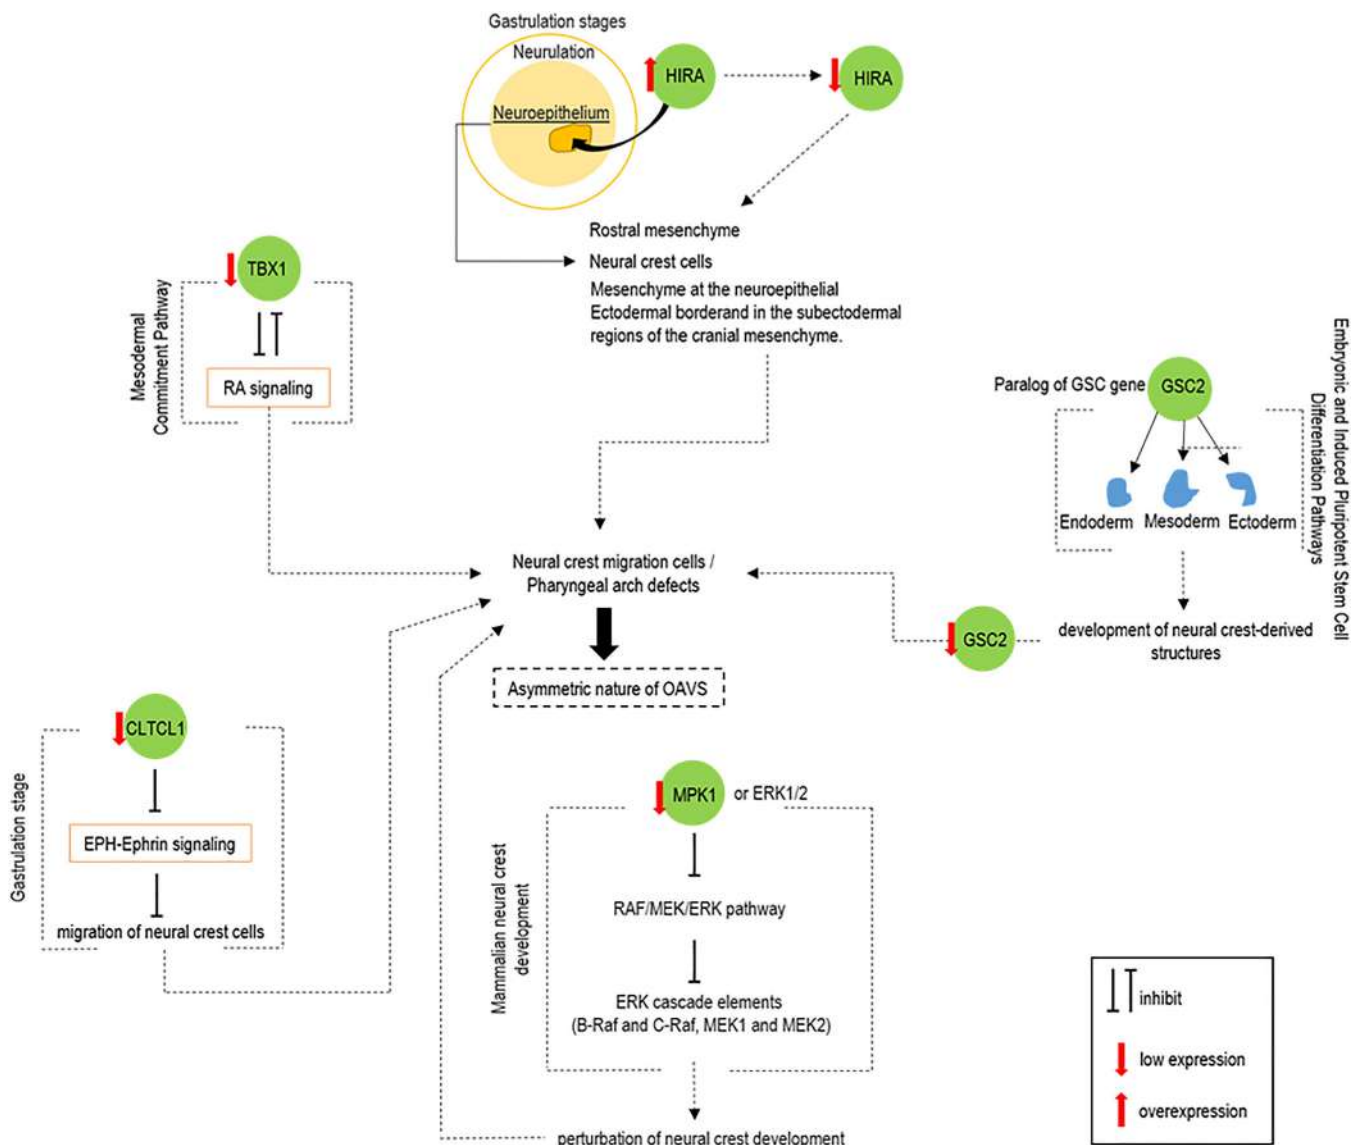 Gastrulation stages
Neurulation
Neuroepithelium
HIRA
HIRA
Rostral mesenchyme
Neural crest cells
Mesenchyme at the neuroepithelial
Ectodermal borderand in the subectodermal
regions of the cranial mesenchyme.
TBX1
RA signaling
Mesodermal
Commitment Pathway
Paralog of GSC gene
GSC2
Endoderm
Mesoderm
Ectoderm
Embryonic and Induced Pluripotent Stem Cell
Differentiation Pathways
development of neural crest-derived
structures
GSC2
Neural crest migration cells /
Pharyngeal arch defects
Asymmetric nature of OAVS
CLTCL1
EPH-Ephrin signaling
migration of neural crest cells
Gastrulation stage
MPK1
or ERK1/2
RAF/MEK/ERK pathway
ERK cascade elements
(B-Raf and C-Raf, MEK1 and MEK2)
Mammalian neural crest
development
perturbation of neural crest development
inhibit
low expression
overexpression